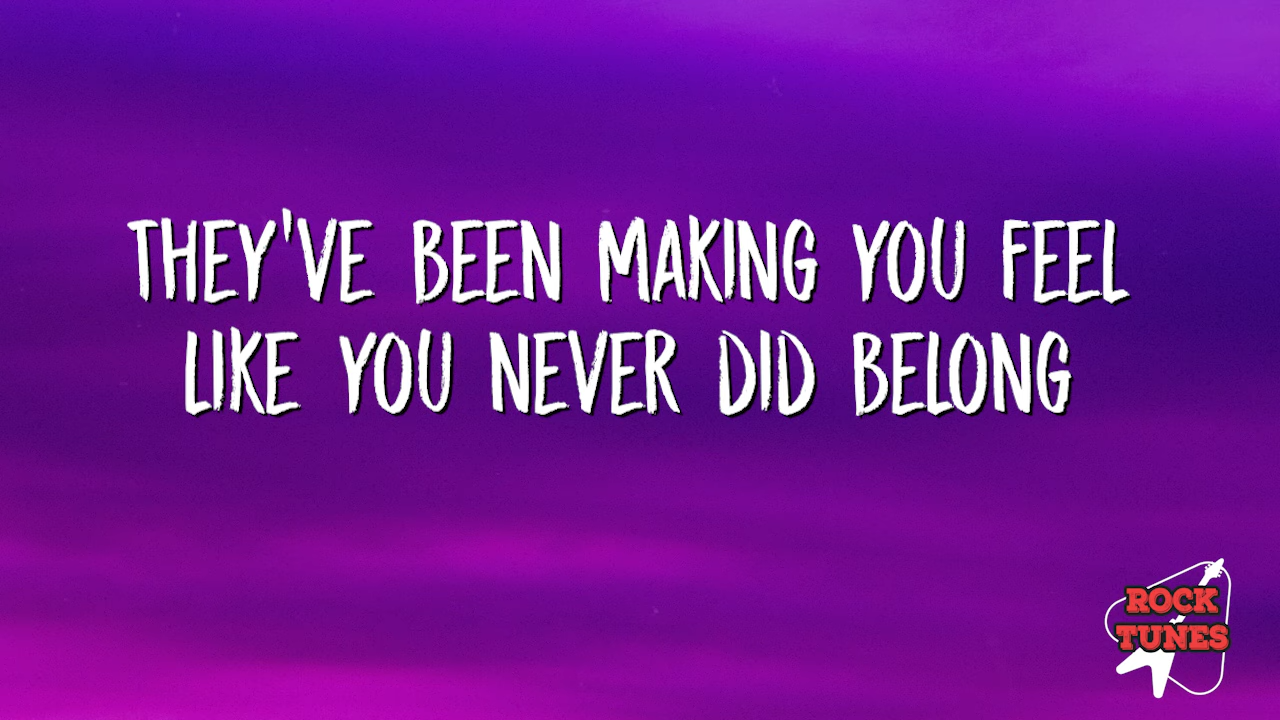 THEY'VE BEEN MAKING YOU FEEL
LIKE YOU NEVER DID BELONG
ROCK
TUNES